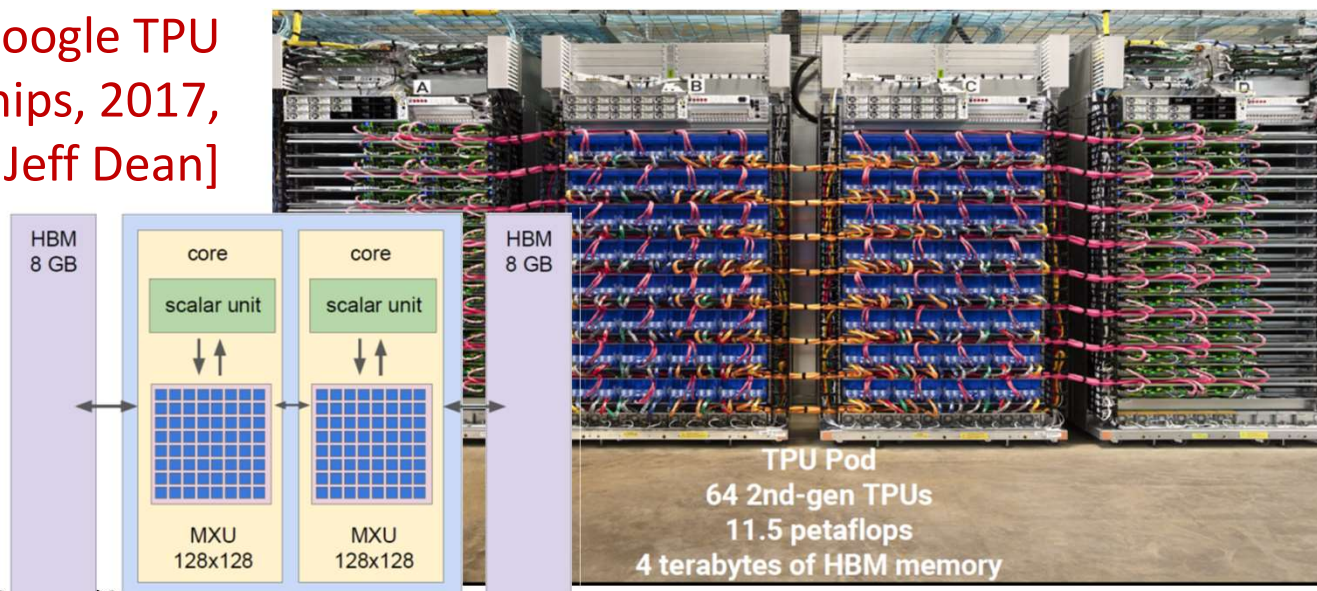 oogle TPU
hips, 2017,
Jeff Dean]
A
B
C
D
HBM
8 GB
core
scalar unit
MXU
128x128
core
scalar unit
MXU
128x128
HBM
8 GB
TPU Pod
64 2nd-gen TPUs
11.5 petaflops
4 terabytes of HBM memory